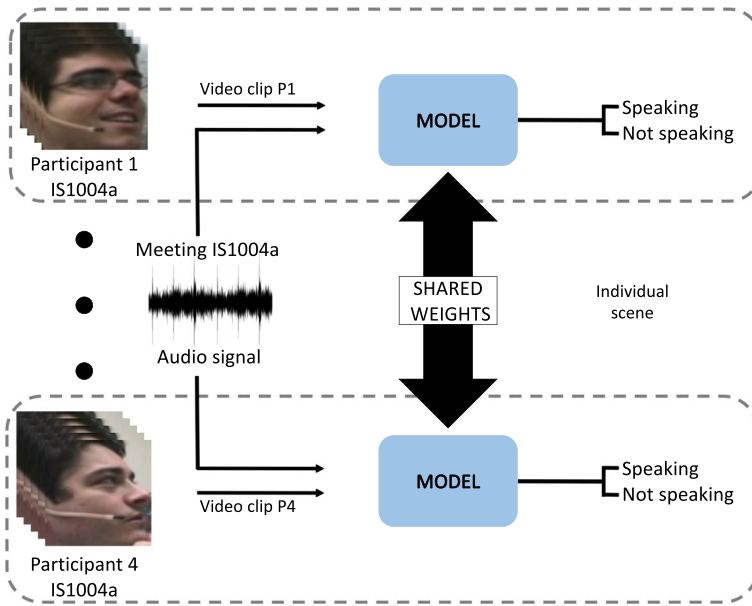 Video clip P1
MODEL
Speaking
Not speaking
Participant 1
IS1004a
Meeting IS1004a
SHARED
WEIGHTS
Individual
scene
Audio signal
MODEL
Speaking
Not speaking
Video clip P4
Participant 4
IS1004a